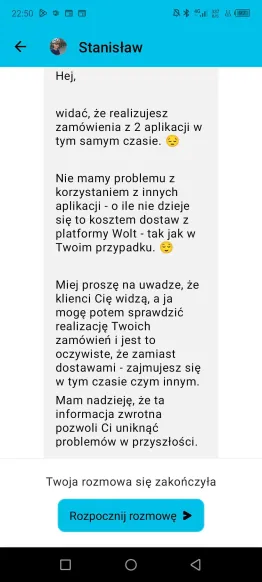 22:50
Stanisław
Hej,
widać, że realizujesz
zamówienia z 2 aplikacji w
tym samym czasie. 😔
Nie mamy problemu z
korzystaniem z innych
aplikacji - o ile nie dzieje
się to kosztem dostaw z
platformy Wolt - tak jak w
Twoim przypadku. 😔
Miej proszę na uwadze, że
klienci Cię widzą, a ja
mogę potem sprawdzić
realizację Twoich
zamówień i jest to
oczywiste, że zamiast
dostawami - zajmujesz się
w tym czasie czym innym.
Mam nadzieję, że ta
informacja zwrotna
pozwoli Ci uniknąć
problemów w przyszłości.
Twoja rozmowa się zakończyła
Rozpocznij rozmowę